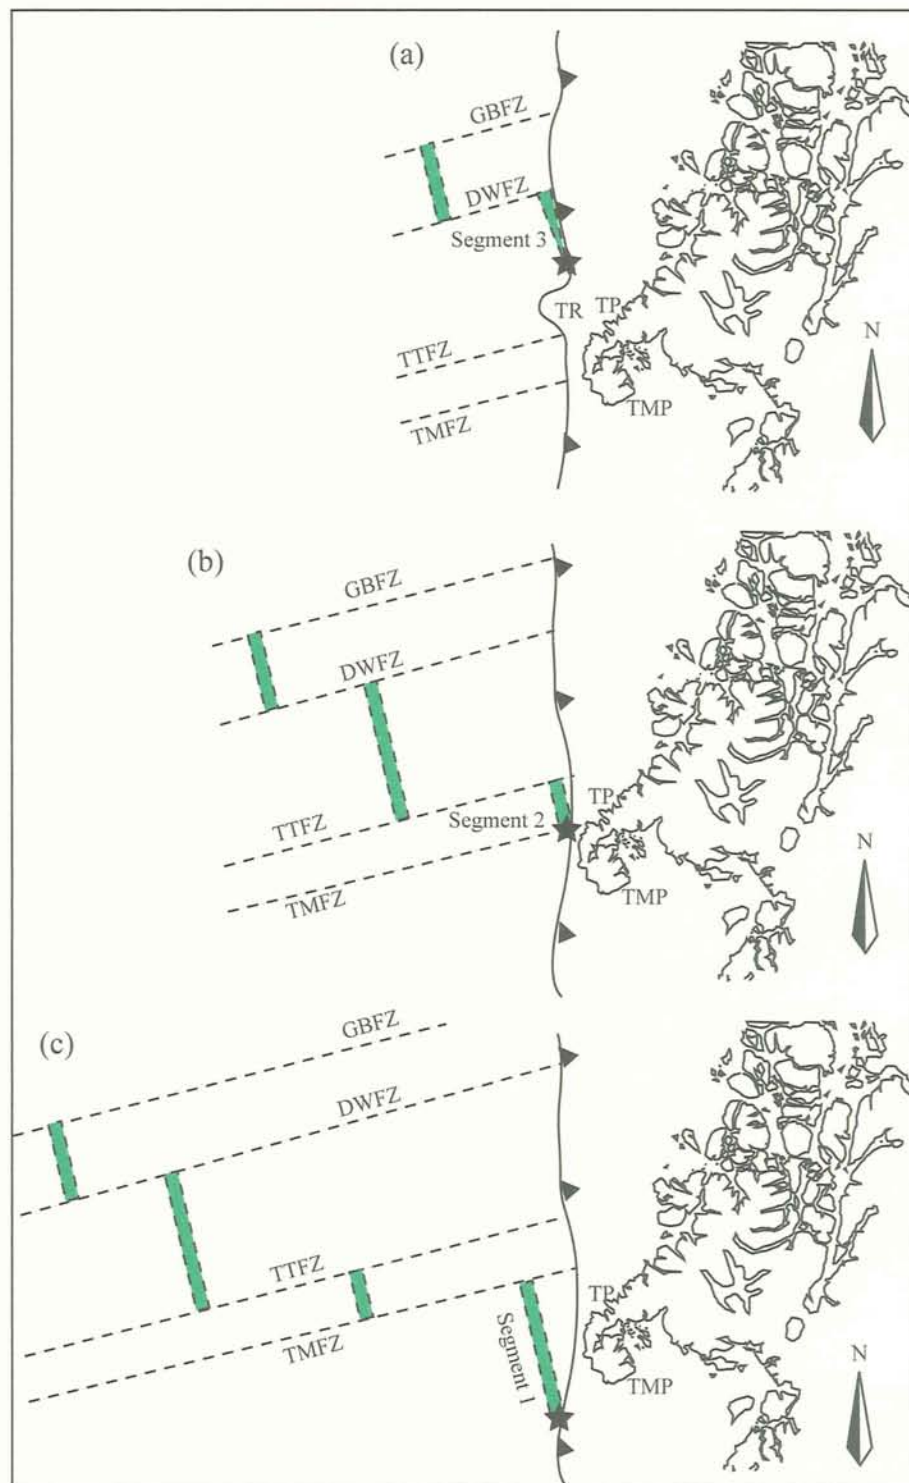 (a)
GBFZ
DWFZ
Segment 3
TR
TP
TTFZ
TMFZ
TMP
N
(b)
GBFZ
DWFZ
TTFZ
Segment 2
TP
TMFZ
TMP
N
(c)
GBFZ
DWFZ
TTFZ
TMFZ
Segment 1
TP
TMP
N